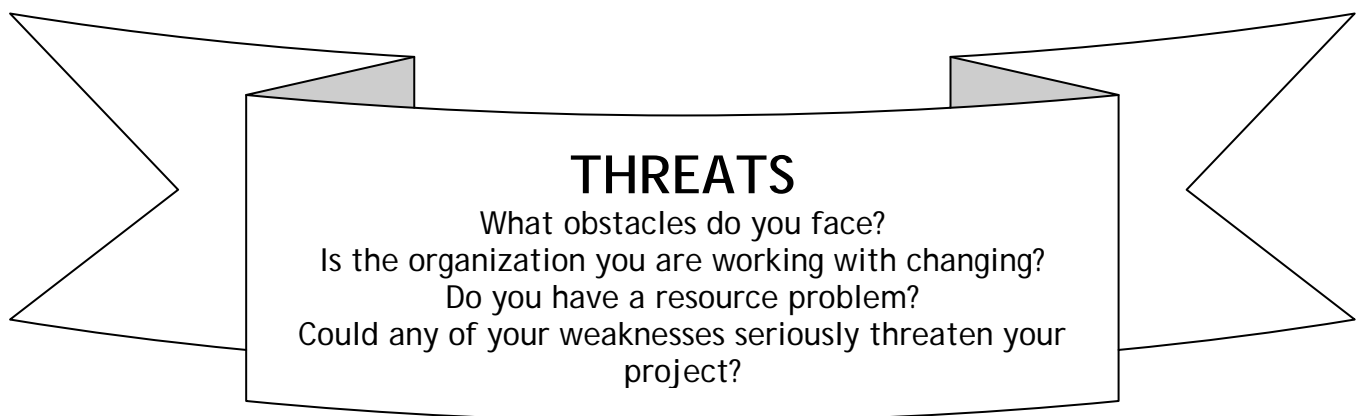 THREATS
What obstacles do you face?
Is the organization you are working with changing?
Do you have a resource problem?
Could any of your weaknesses seriously threaten your
project?